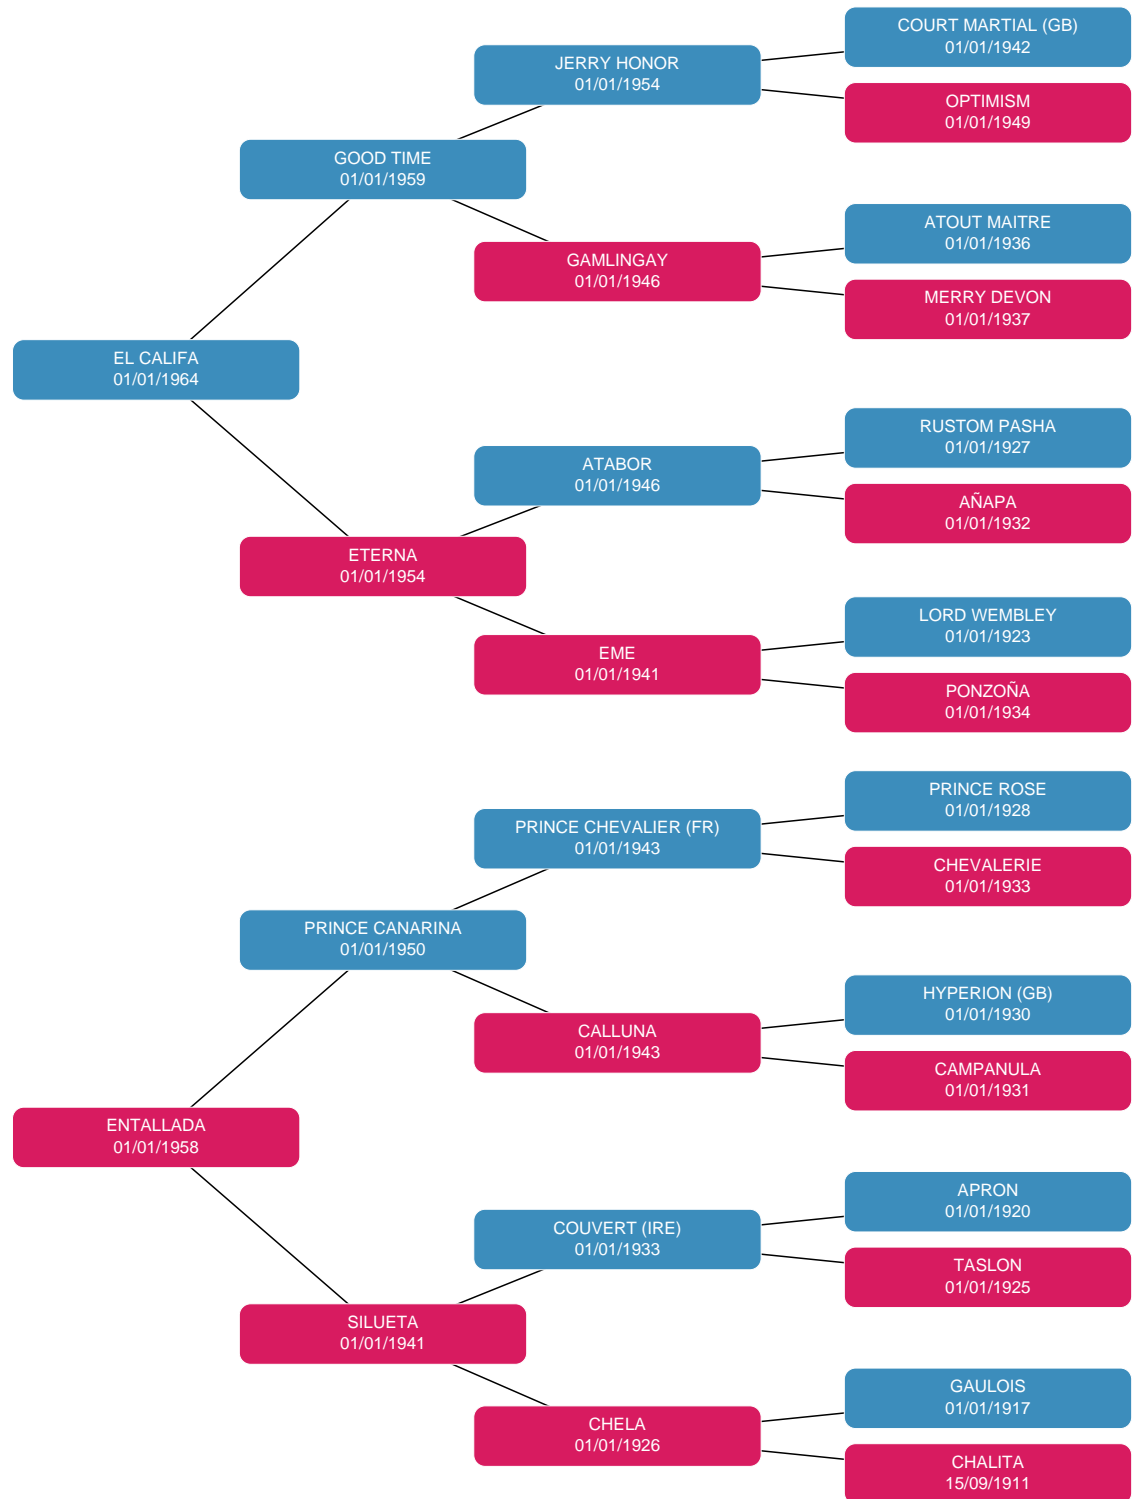 COURT MARTIAL (GB)
01/01/1942
JERRY HONOR
01/01/1954
OPTIMISM
01/01/1949
GOOD TIME
01/01/1959
ATOUT MAITRE
01/01/1936
GAMLINGAY
01/01/1946
MERRY DEVON
01/01/1937
EL CALIFA
01/01/1964
RUSTOM PASHA
01/01/1927
ATABOR
01/01/1946
AÑAPA
01/01/1932
ETERNA
01/01/1954
LORD WEMBLEY
01/01/1923
EME
01/01/1941
PONZOÑA
01/01/1934
PRINCE ROSE
01/01/1928
PRINCE CHEVALIER (FR)
01/01/1943
CHEVALERIE
01/01/1933
PRINCE CANARINA
01/01/1950
HYPERION (GB)
01/01/1930
CALLUNA
01/01/1943
CAMPANULA
01/01/1931
ENTALLADA
01/01/1958
APRON
01/01/1920
COUVERT (IRE)
01/01/1933
TASLON
01/01/1925
SILUETA
01/01/1941
GAULOIS
01/01/1917
CHELA
01/01/1926
CHALITA
15/09/1911